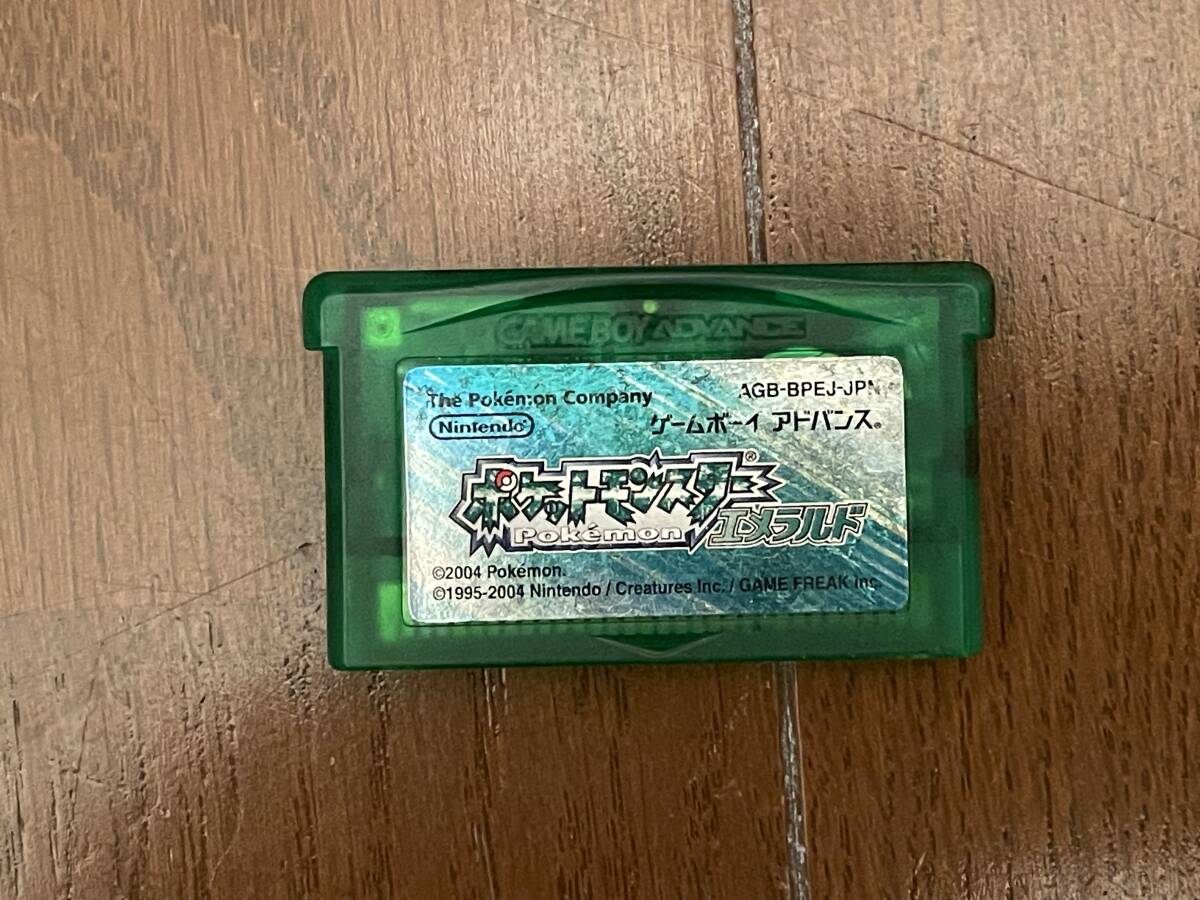 GAME BOY ADVANCE
The Pokémon Company
AGB-BPEJ-JPN
Nintendo®
ゲームボーイ アドバンス®
ポケットモンスター®
Pokémon エメラルド
©2004 Pokémon.
©1995-2004 Nintendo / Creatures Inc. / GAME FREAK inc.